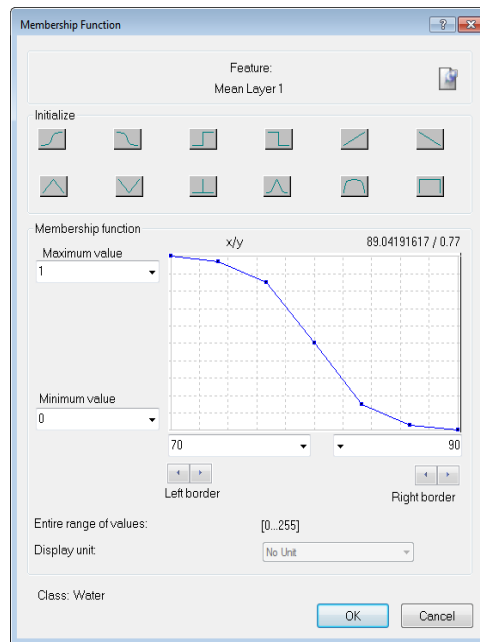 Membership Function
Feature:
Mean Layer 1
Initialize
Membership function
x/y
89.04191617 / 0.77
Maximum value
1
Minimum value
0
70
90
Left border
Right border
Entire range of values:
[0...255]
Display unit:
No Unit
Class: Water
OK
Cancel